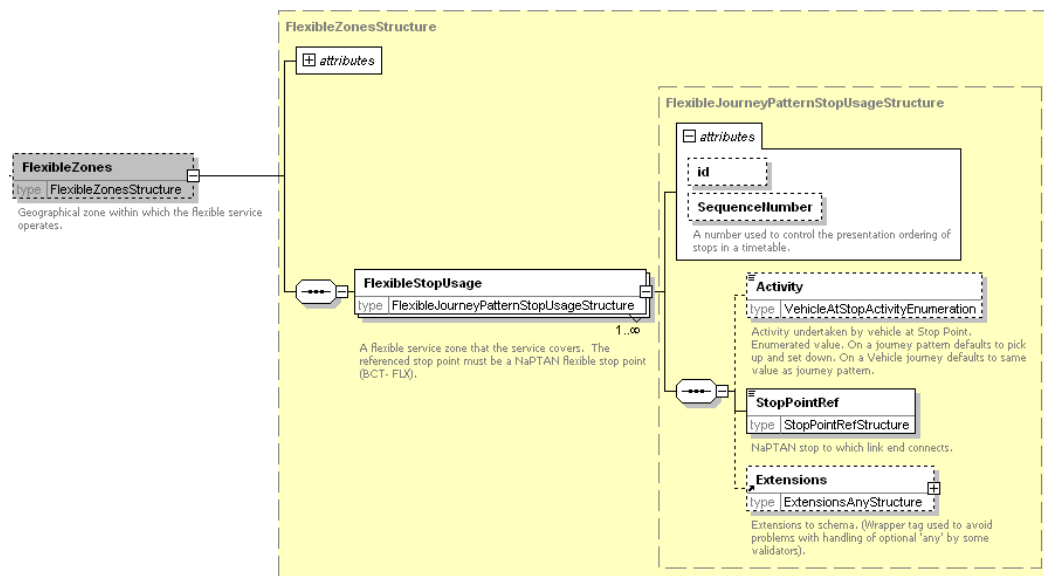 FlexibleZonesStructure
attributes
FlexibleJourneyPatternStopUsageStructure
attributes
id
SequenceNumber
A number used to control the presentation ordering of
stops in a timetable.
FlexibleZones
type FlexibleZonesStructure
Geographical zone within which the flexible service
operates.
FlexibleStopUsage
type FlexibleJourneyPatternStopUsageStructure
1..∞
A flexible service zone that the service covers. The
referenced stop point must be a NaPTAN flexible stop point
(BCT- FLX).
Activity
type VehicleAtStopActivityEnumeration
Activity undertaken by vehicle at Stop Point.
Enumerated value. On a journey pattern defaults to pick
up and set down. On a Vehicle journey defaults to same
value as journey pattern.
StopPointRef
type StopPointRefStructure
NaPTAN stop to which link end connects.
Extensions
type ExtensionsAnyStructure
Extensions to schema. (Wrapper tag used to avoid
problems with handling of optional 'any' by some
validators).